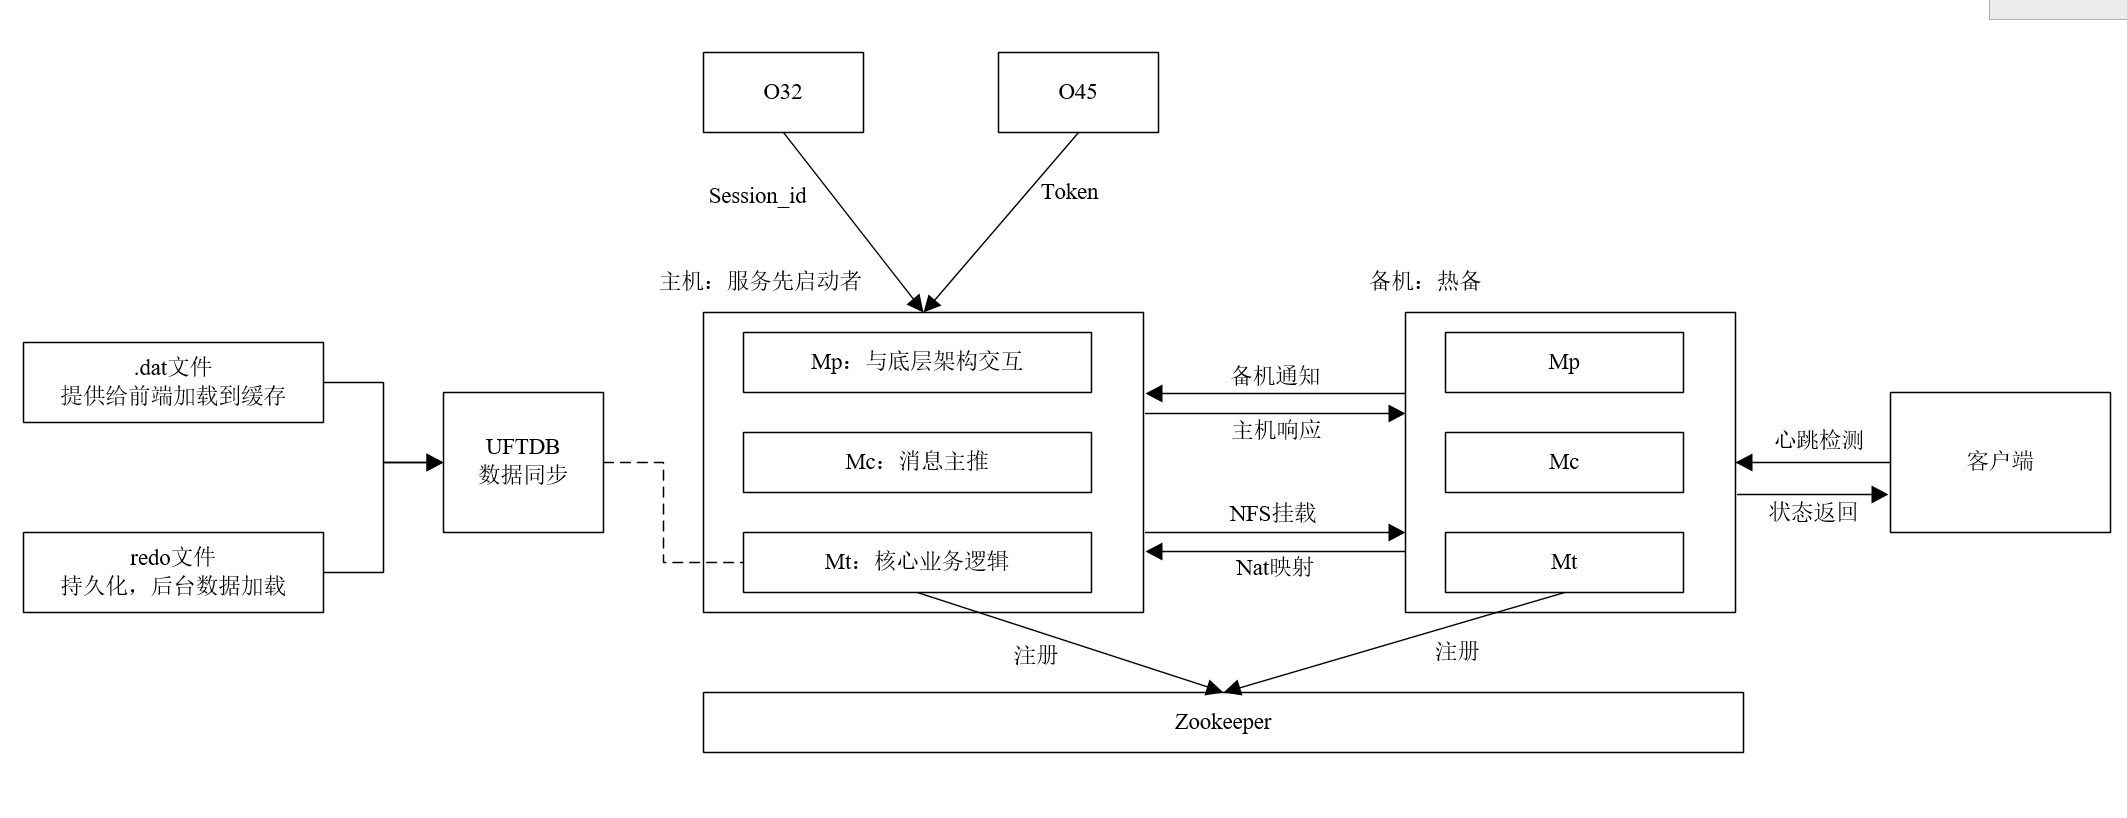 O32
O45
Session_id
Token
主机：服务先启动者
备机：热备
.dat文件
提供给前端加载到缓存
UFTDB
数据同步
redo文件
持久化，后台数据加载
Mp：与底层架构交互
Mc：消息主推
Mt：核心业务逻辑
备机通知
主机响应
NFS挂载
Nat映射
Mp
Mc
Mt
心跳检测
状态返回
客户端
注册
注册
Zookeeper